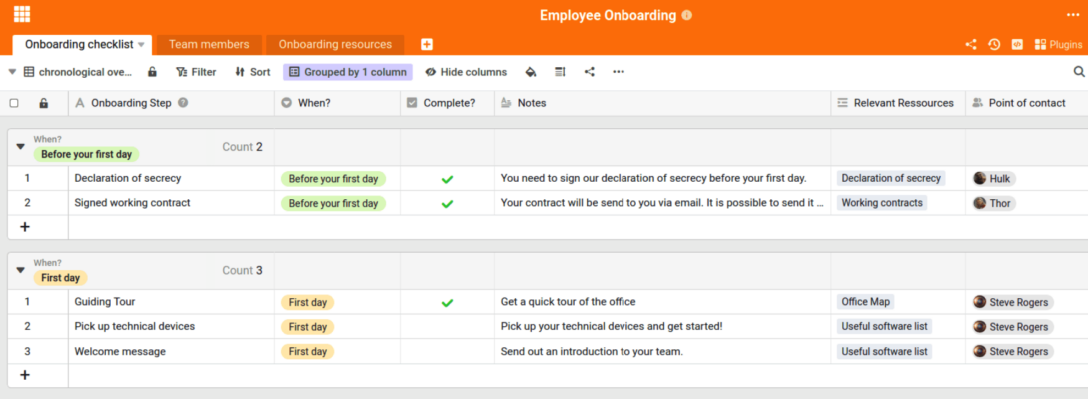 Employee Onboarding
Onboarding checklist Team members Onboarding resources Plugins
chronological ove... Filter Sort Grouped by 1 column Hide columns
Onboarding Step When? Complete? Notes Relevant Ressources Point of contact
When?
Before your first day Count 2
1 Declaration of secrecy Before your first day You need to sign our declaration of secrecy before your first day. Declaration of secrecy Hulk
2 Signed working contract Before your first day Your contract will be send to you via email. It is possible to send it ... Working contracts Thor
When?
First day Count 3
1 Guiding Tour First day Get a quick tour of the office Office Map Steve Rogers
2 Pick up technical devices First day Pick up your technical devices and get started! Useful software list Steve Rogers
3 Welcome message First day Send out an introduction to your team. Useful software list Steve Rogers